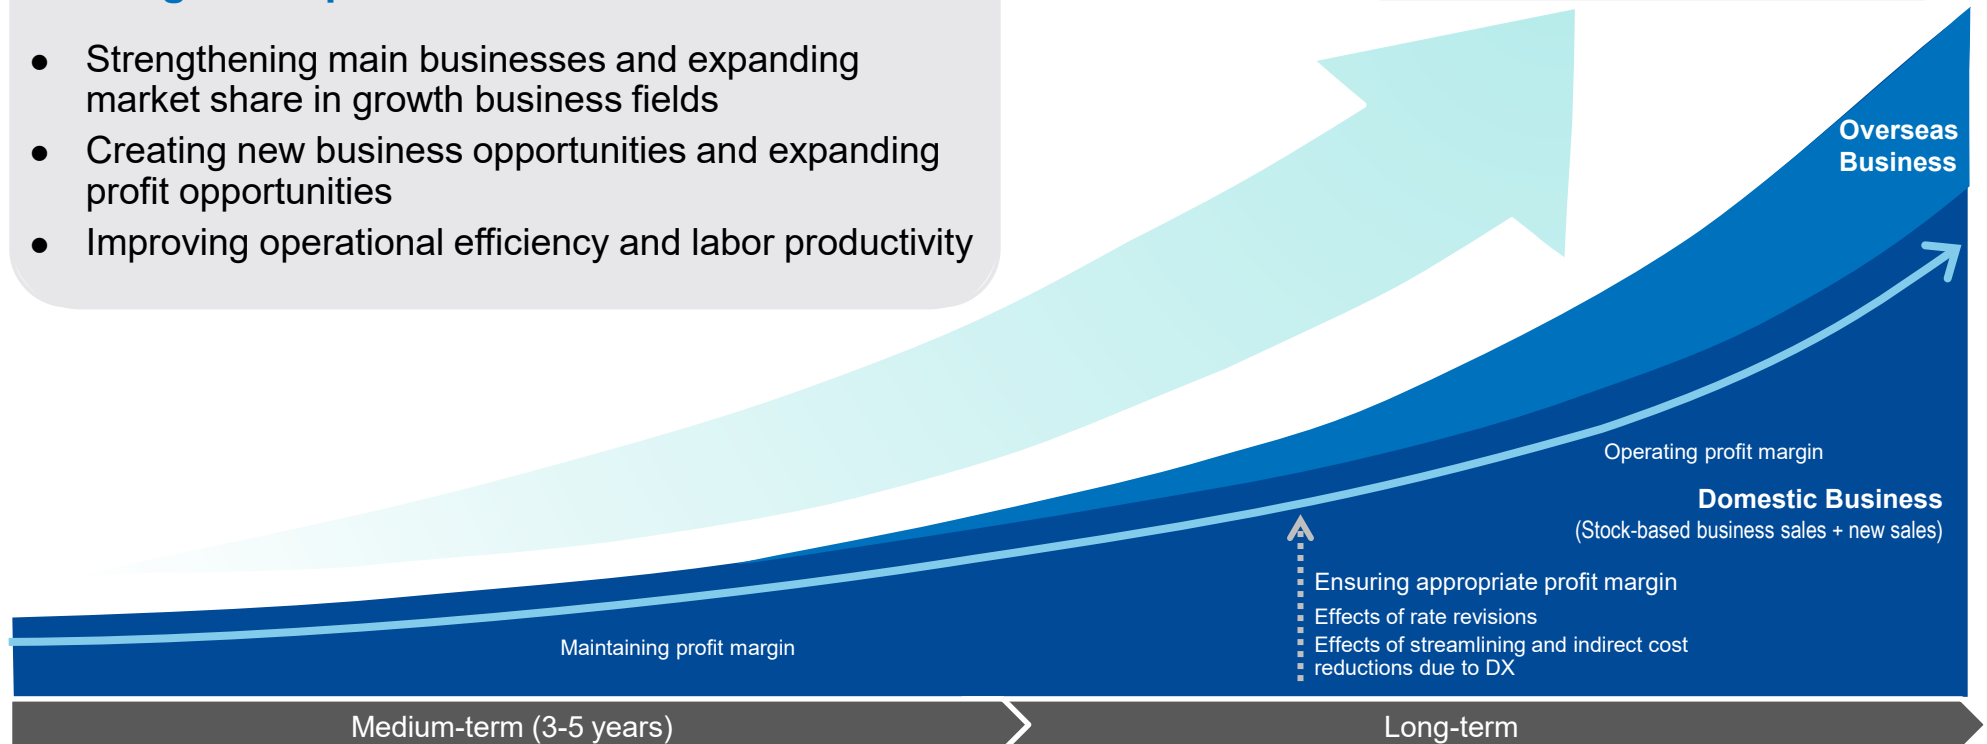 ● Strengthening main businesses and expanding
market share in growth business fields
● Creating new business opportunities and expanding
profit opportunities
● Improving operational efficiency and labor productivity
Overseas
Business
Operating profit margin
Domestic Business
(Stock-based business sales + new sales)
Ensuring appropriate profit margin
Effects of rate revisions
Effects of streamlining and indirect cost
reductions due to DX
Maintaining profit margin
Medium-term (3-5 years)
Long-term